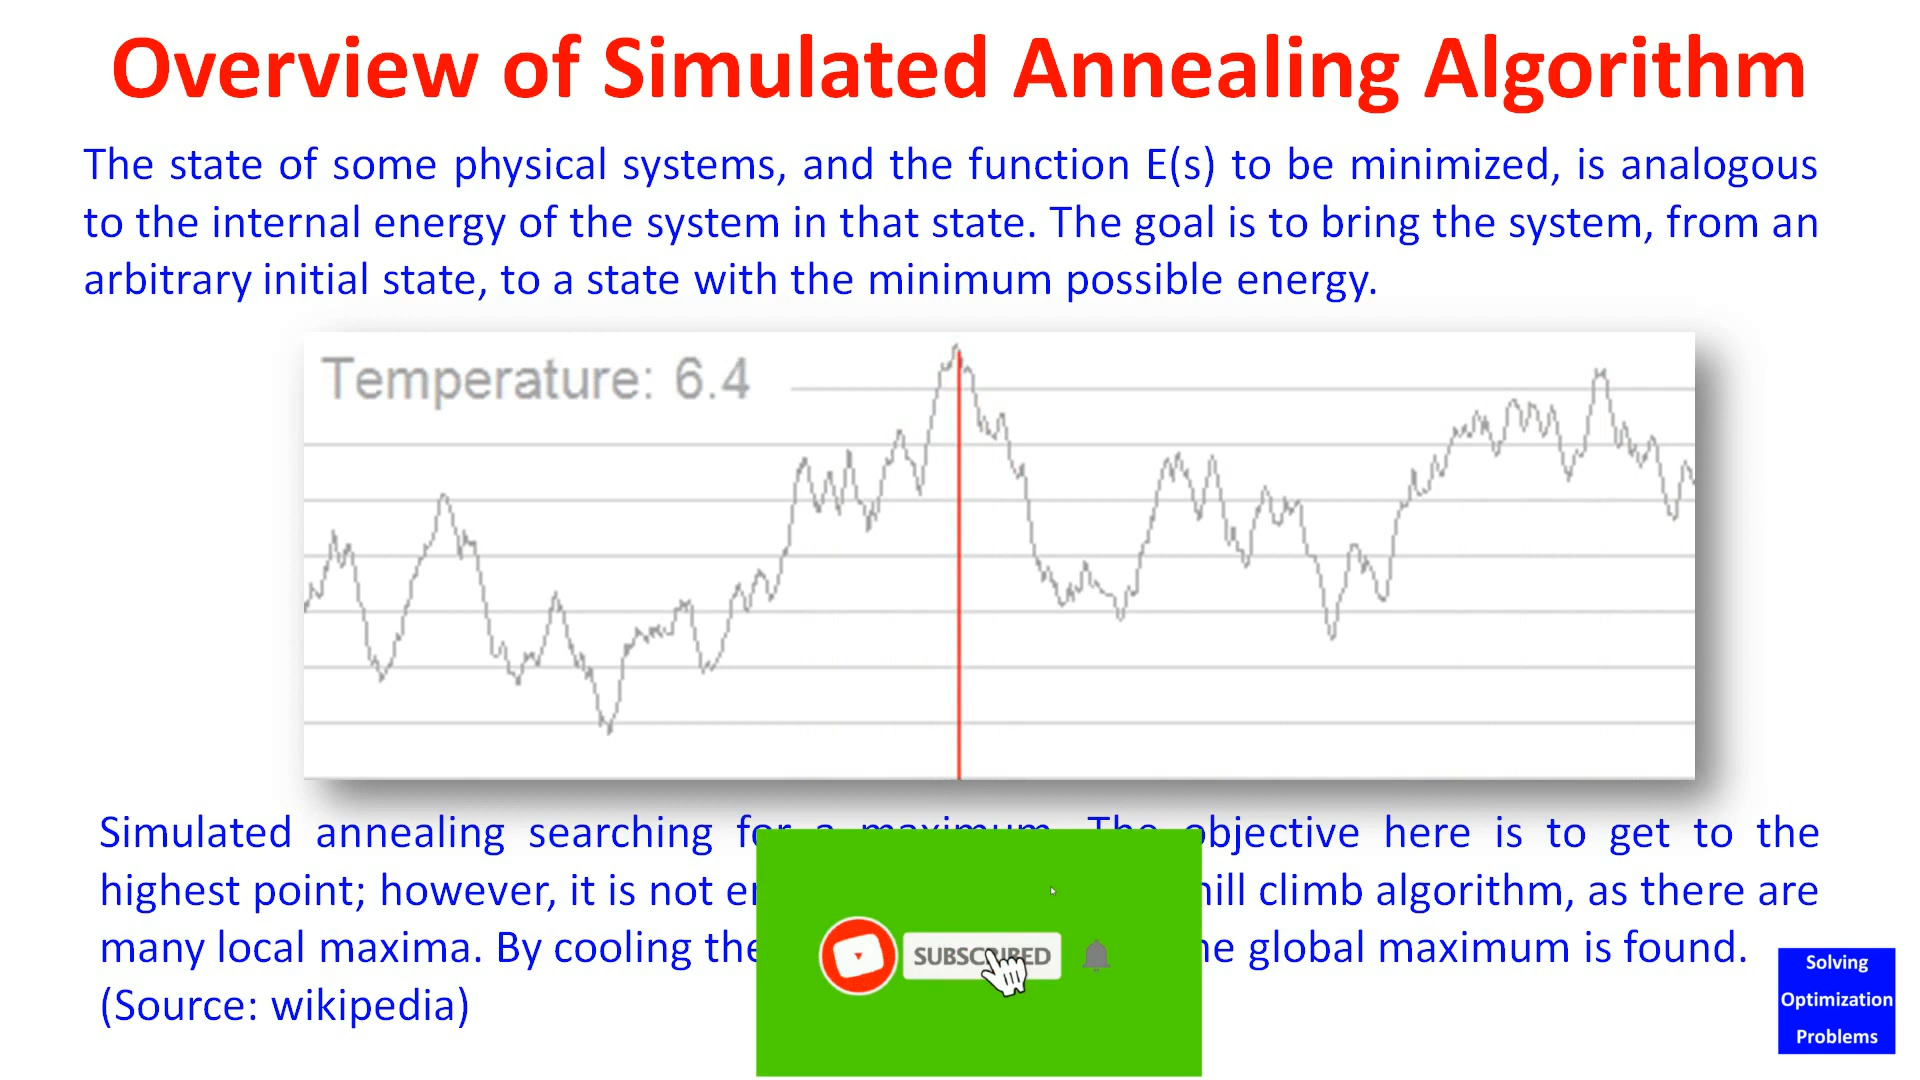 Overview of Simulated Annealing Algorithm
The state of some physical systems, and the function E(s) to be minimized, is analogous
to the internal energy of the system in that state. The goal is to bring the system, from an
arbitrary initial state, to a state with the minimum possible energy.
Temperature: 6.4
Simulated annealing searching for a maximum. The objective here is to get to the
highest point; however, it is not hill climb algorithm, as there are
many local maxima. By cooling the global maximum is found.
(Source: wikipedia)
SUBSCRIBED
Solving
Optimization
Problems